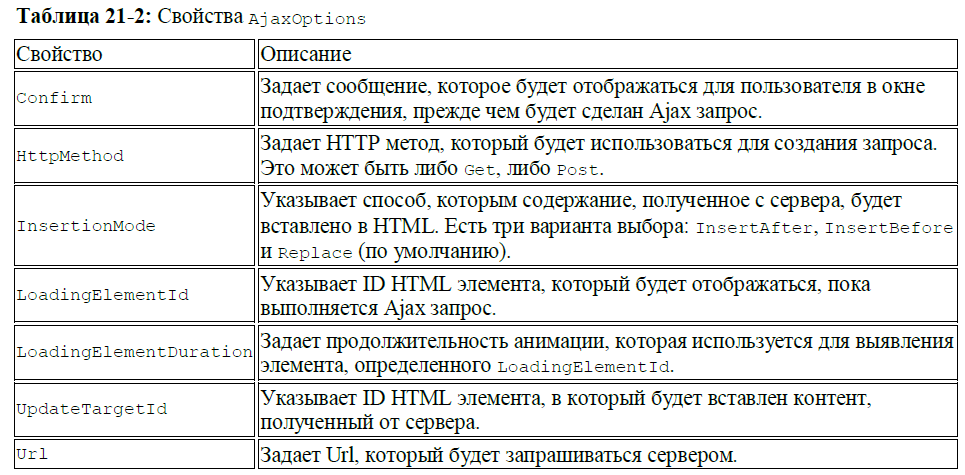 Таблица 21-2: Свойства AjaxOptions
Свойство Описание
Confirm Задает сообщение, которое будет отображаться для пользователя в окне
подтверждения, прежде чем будет сделан Ajax запрос.
HttpMethod Задает HTTP метод, который будет использоваться для создания запроса.
Это может быть либо Get, либо Post.
InsertionMode Указывает способ, которым содержание, полученное с сервера, будет
вставлено в HTML. Есть три варианта выбора: InsertAfter, InsertBefore
и Replace (по умолчанию).
LoadingElementId Указывает ID HTML элемента, который будет отображаться, пока
выполняется Ajax запрос.
LoadingElementDuration Задает продолжительность анимации, которая используется для выявления
элемента, определенного LoadingElementId.
UpdateTargetId Указывает ID HTML элемента, в который будет вставлен контент,
полученный от сервера.
Url Задает Url, который будет запрашиваться сервером.